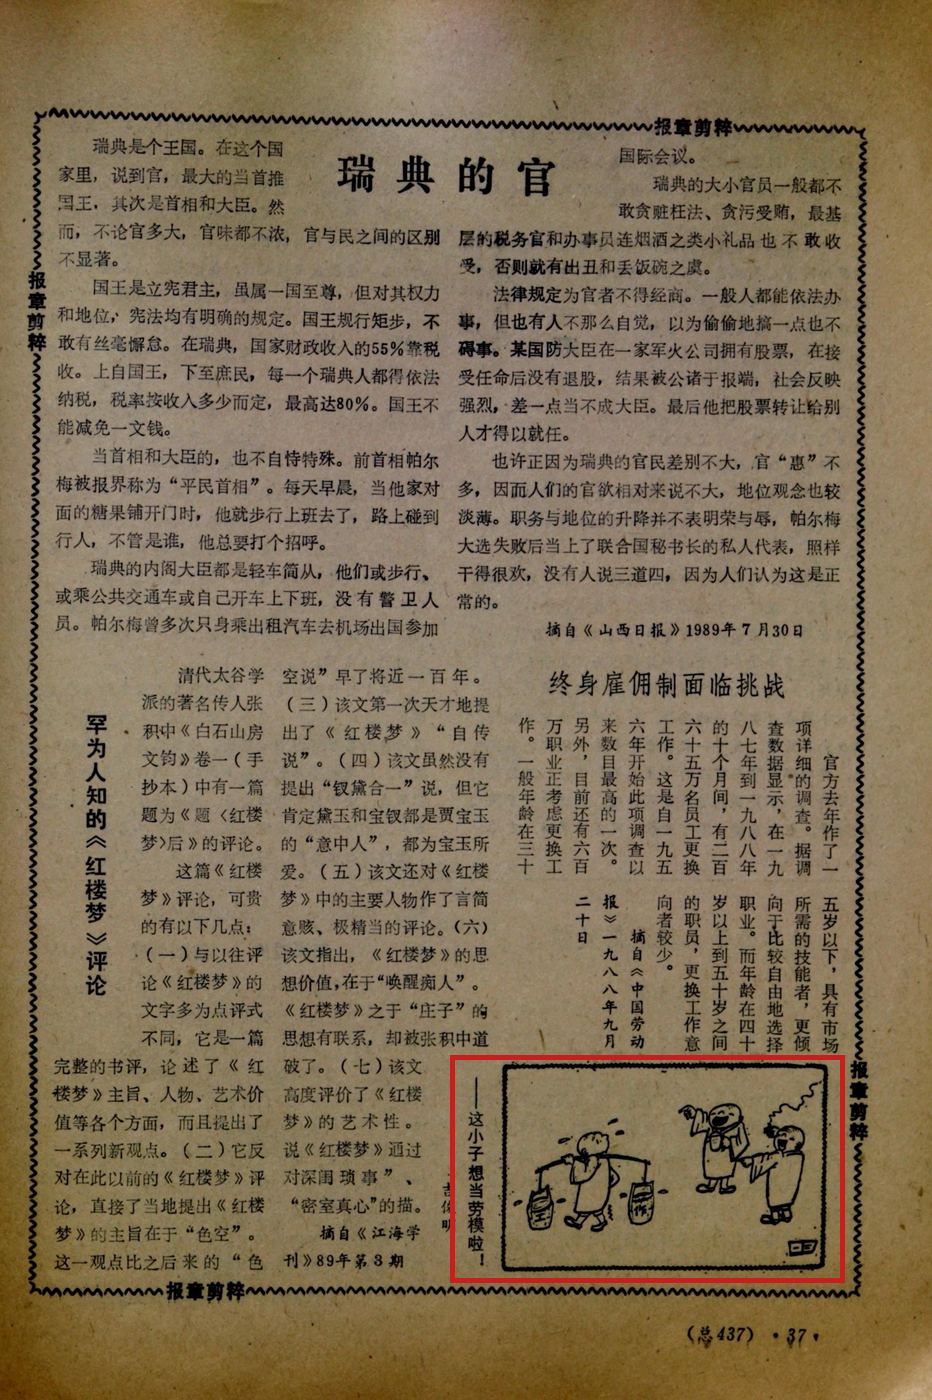 报章剪粹
瑞典的官
瑞典是个王国。在这个国
家里，说到官，最大的当首推
国王，其次是首相和大臣。然
而，不论官多大，官味都不浓，官与民之间的区别
不显著。
国王是立宪君主，虽属一国至尊，但对其权力
和地位，宪法均有明确的规定。国王规行矩步，不
敢有丝毫懈怠。在瑞典，国家财政收入的55%靠税
收。上自国王，下至庶民，每一个瑞典人都得依法
纳税，税率按收入多少而定，最高达80%。国王不
能减免一文钱。
当首相和大臣的，也不自恃特殊。前首相帕尔
梅被报界称为“平民首相”。每天早晨，当他家对
面的糖果铺开门时，他就步行上班去了，路上碰到
行人，不管是谁，他总要打个招呼。
瑞典的内阁大臣都是轻车简从，他们或步行、
或乘公共交通车或自己开车上下班，没有警卫人
员。帕尔梅曾多次只身乘出租汽车去机场出国参加
国际会议。
瑞典的大小官员一般都不
敢贪赃枉法、贪污受贿，最基
层的税务官和办事员连烟酒之类小礼品也不敢收
受，否则就有出丑和丢饭碗之虞。
法律规定为官者不得经商。一般人都能依法办
事，但也有人不那么自觉，以为偷偷地搞一点也不
碍事。某国防大臣在一家军火公司拥有股票，在接
受任命后没有退股，结果被公诸于报端，社会反映
强烈，差一点当不成大臣。最后他把股票转让给别
人才得以就任。
也许正因为瑞典的官民差别不大，官“惠”不
多，因而人们的官欲相对来说不大，地位观念也较
淡薄。职务与地位的升降并不表明荣与辱，帕尔梅
大选失败后当上了联合国秘书长的私人代表，照样
干得很欢，没有人说三道四，因为人们认为这是正
常的。
摘自《山西日报》1989年7月30日
报章剪粹
罕为人知的《红楼梦》评论
清代太谷学
派的著名传人张
积中《白石山房
文钧》卷一（手
抄本）中有一篇
题为《题〈红楼
梦〉后》的评论。
这篇《红楼
梦》评论，可贵
的有以下几点：
（一）与以往评
论《红楼梦》的
文字多为点评式
不同，它是一篇
完整的书评，论述了《红
楼梦》主旨、人物、艺术价
值等各个方面，而且提出了
一系列新观点。（二）它反
对在此以前的《红楼梦》评
论，直接了当地提出《红楼
梦》的主旨在于“色空”。
这一观点比之后来的“色
空说”早了将近一百年。
（三）该文第一次天才地提
出了《红楼梦》“自传
说”。（四）该文虽然没有
提出“钗黛合一”说，但它
肯定黛玉和宝钗都是贾宝玉
的“意中人”，都为宝玉所
爱。（五）该文还对《红楼
梦》中的主要人物作了言简
意赅、极精当的评论。（六）
该文指出，《红楼梦》的思
想价值，在于“唤醒痴人”。
《红楼梦》之于“庄子”的
思想有联系，却被张积中道
破了。（七）该文
高度评价了《红楼
梦》的艺术性。
说《红楼梦》通过
对深闺琐事”、
“密室真心”的描。
摘自《江海学
刊》89年第3期
终身雇佣制面临挑战
官方去年作了一
项详细的调查。据调
查数据显示，在一九
八七年到一九八八年
的十个月间，有二百
六十五万名员工更换
工作。这是自一九五
六年开始此项调查以
来数目最高的一次。
另外，目前还有六百
万职业正考虑更换工
作。一般年龄在三十
五岁以下，具有市场
所需的技能者，更倾
向于比较自由地选择
职业。而年龄在四十
岁以上到五十岁之间
的职员，更换工作意
向者较少。
摘自《中国劳动
报》一九八八年九月
二十日
——这小子想当劳模啦！
报章剪粹
报章剪粹
（总437）·37·